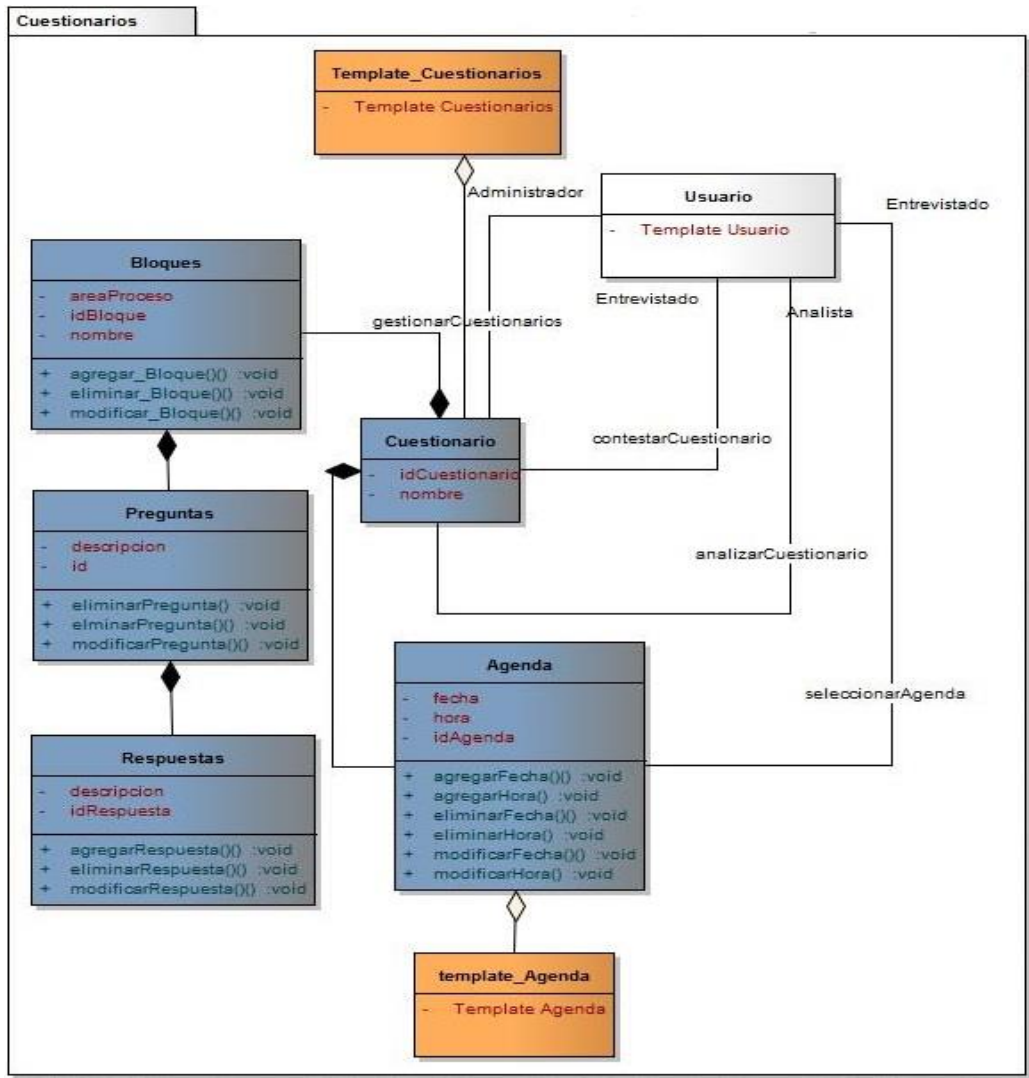 Cuestionarios
Template_Cuestionarios
- Template Cuestionarios
Administrador
Usuario
- Template Usuario
Entrevistado
Entrevistado
Analista
Bloques
- areaProceso
- idBloque
- nombre
+ agregar_Bloque()() :void
+ eliminar_Bloque()() :void
+ modificar_Bloque()() :void
gestionarCuestionarios
Cuestionario
- idCuestionario
- nombre
contestarCuestionario
analizarCuestionario
Preguntas
- descripcion
- id
+ eliminarPregunta() :void
+ elminarPregunta()() :void
+ modificarPregunta()() :void
Agenda
- fecha
- hora
- idAgenda
+ agregarFecha()() :void
+ agregarHora() :void
+ eliminarFecha()() :void
+ eliminarHora() :void
+ modificarFecha() :void
+ modificarHora() :void
seleccionarAgenda
Respuestas
- descripcion
- idRespuesta
+ agregarRespuesta()() :void
+ eliminarRespuesta()() :void
+ modificarRespuesta()() :void
template_Agenda
- Template Agenda